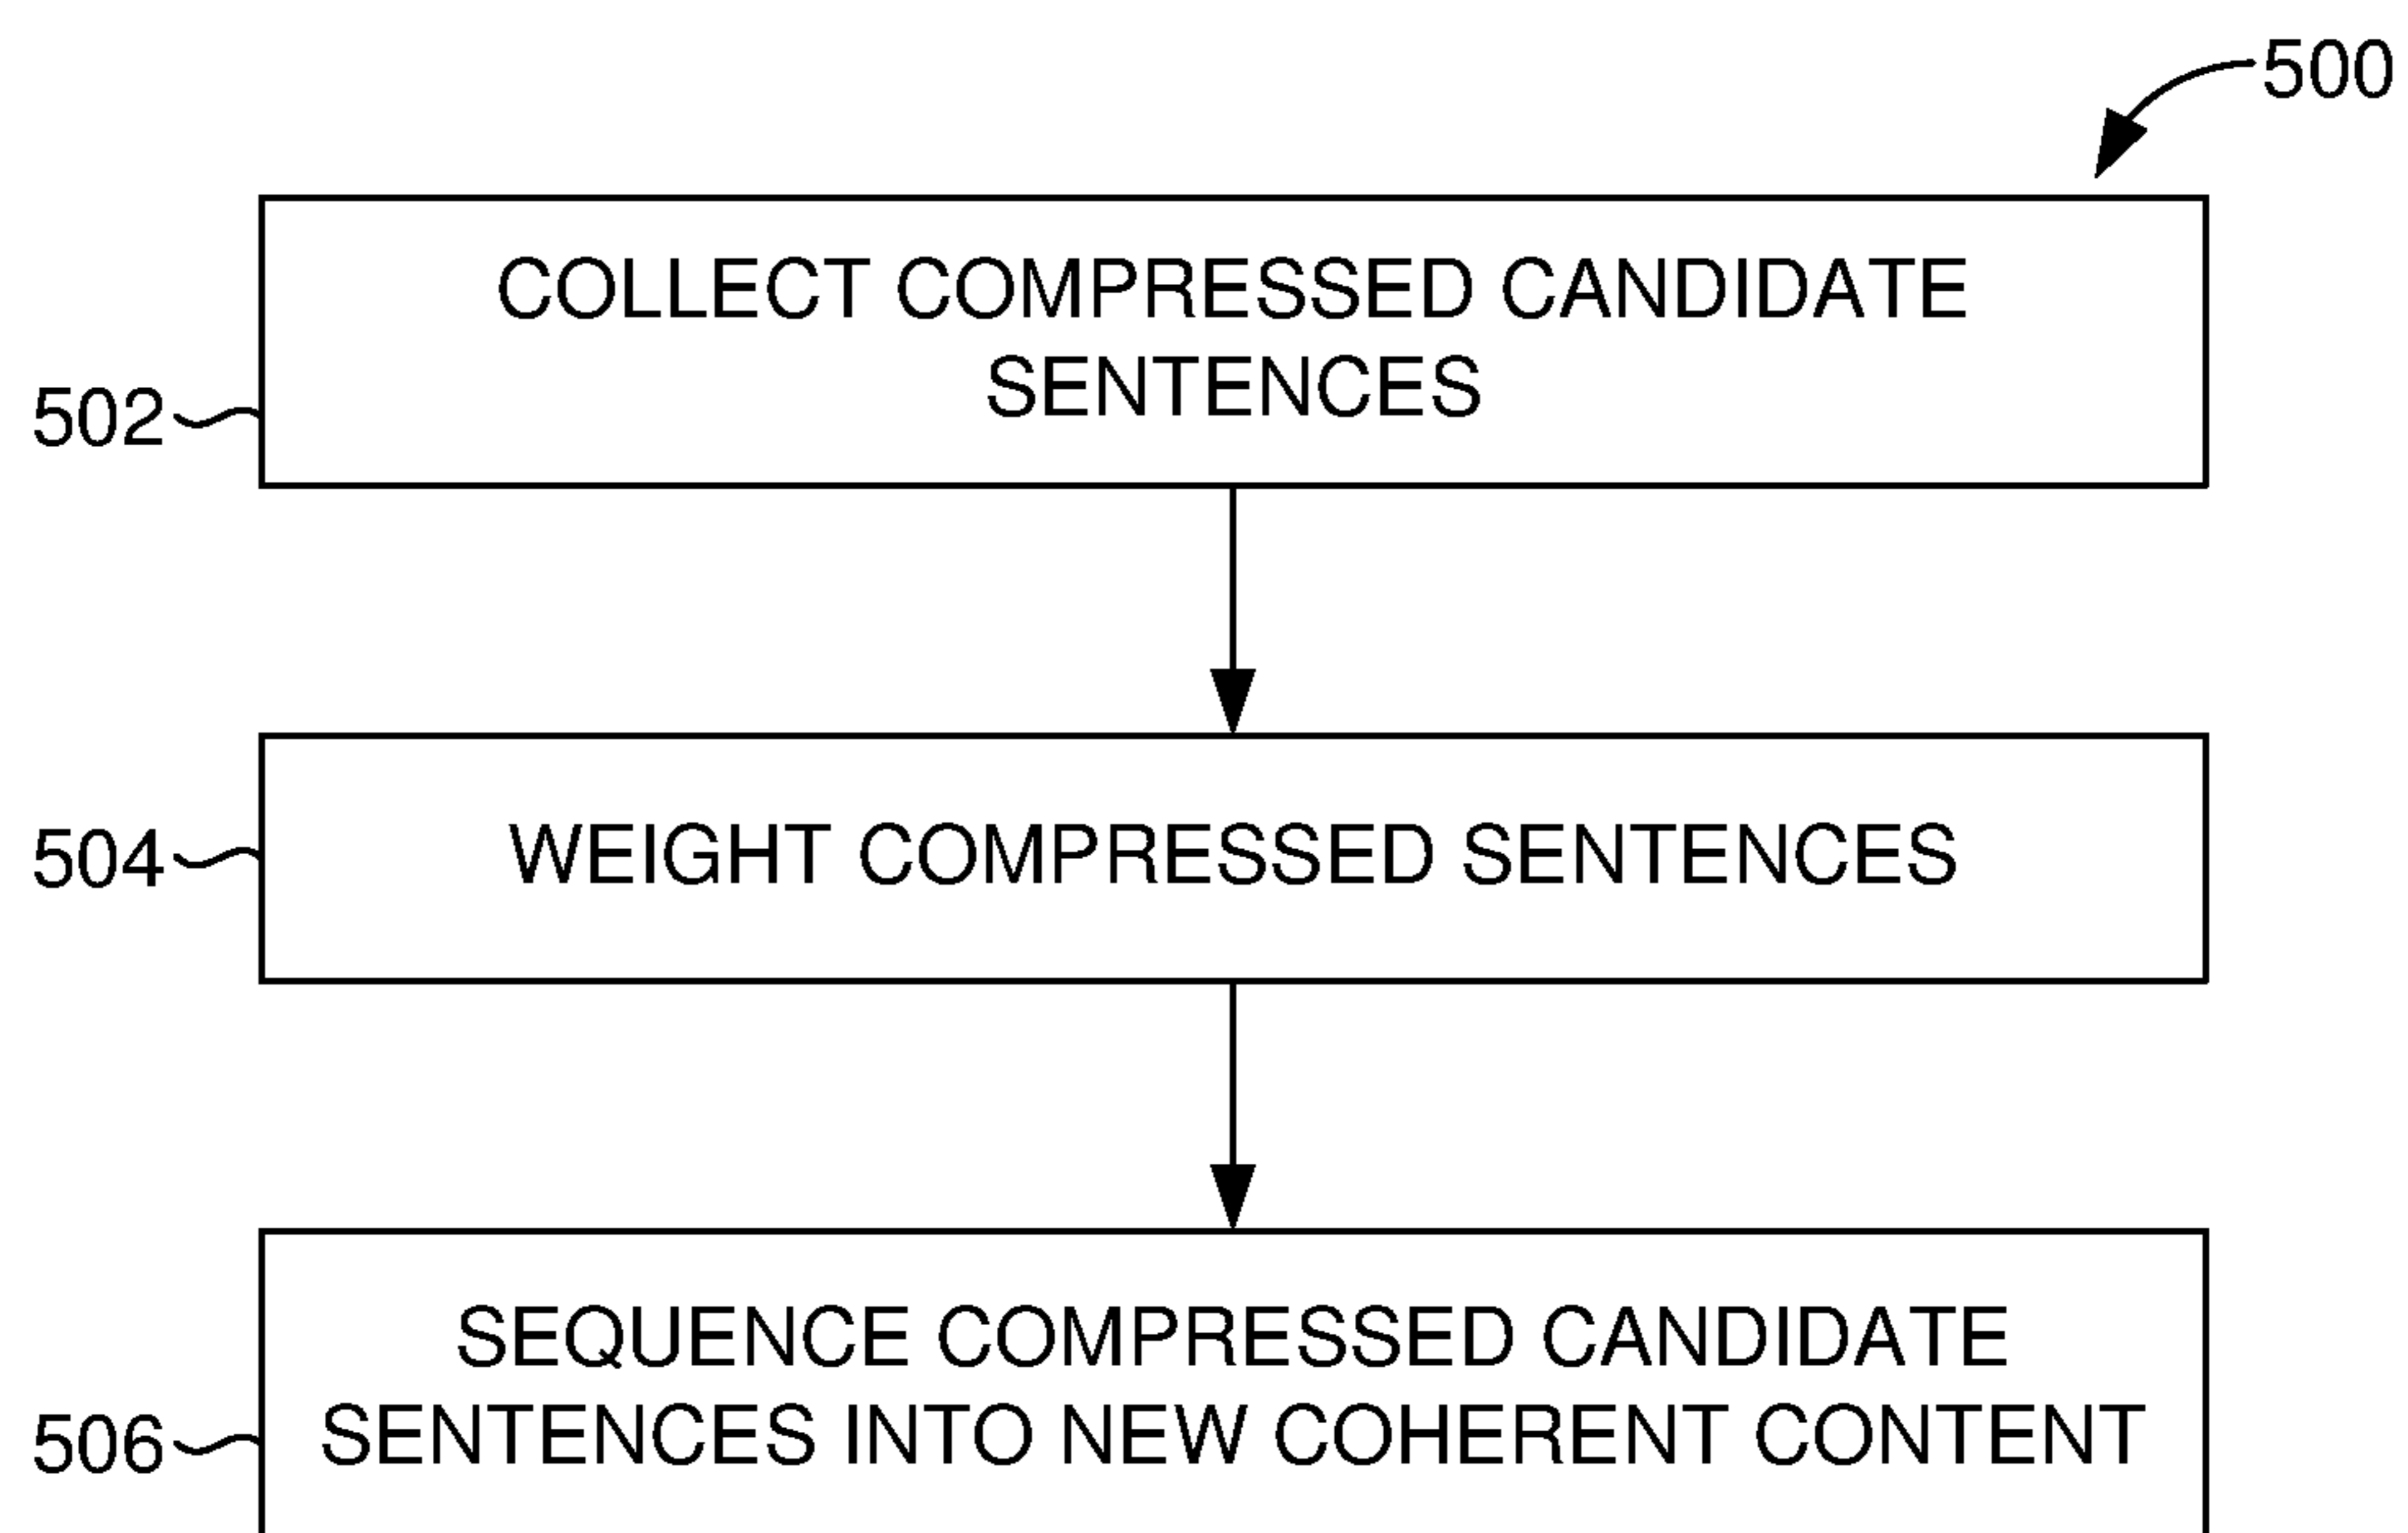 500
COLLECT COMPRESSED CANDIDATE
SENTENCES
502
WEIGHT COMPRESSED SENTENCES
504
SEQUENCE COMPRESSED CANDIDATE
SENTENCES INTO NEW COHERENT CONTENT
506